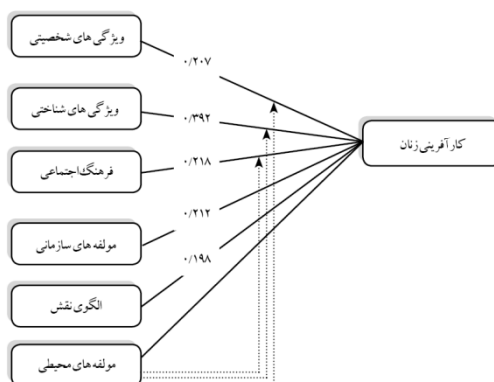 ویژگی‌های شخصیتی
۰/۲۰۷
ویژگی‌های شناختی
۰/۳۹۲
کارآفرینی زنان
فرهنگ اجتماعی
۰/۲۱۸
مولفه‌های سازمانی
۰/۲۱۲
۰/۱۹۸
الگوی نقش
مولفه‌های محیطی